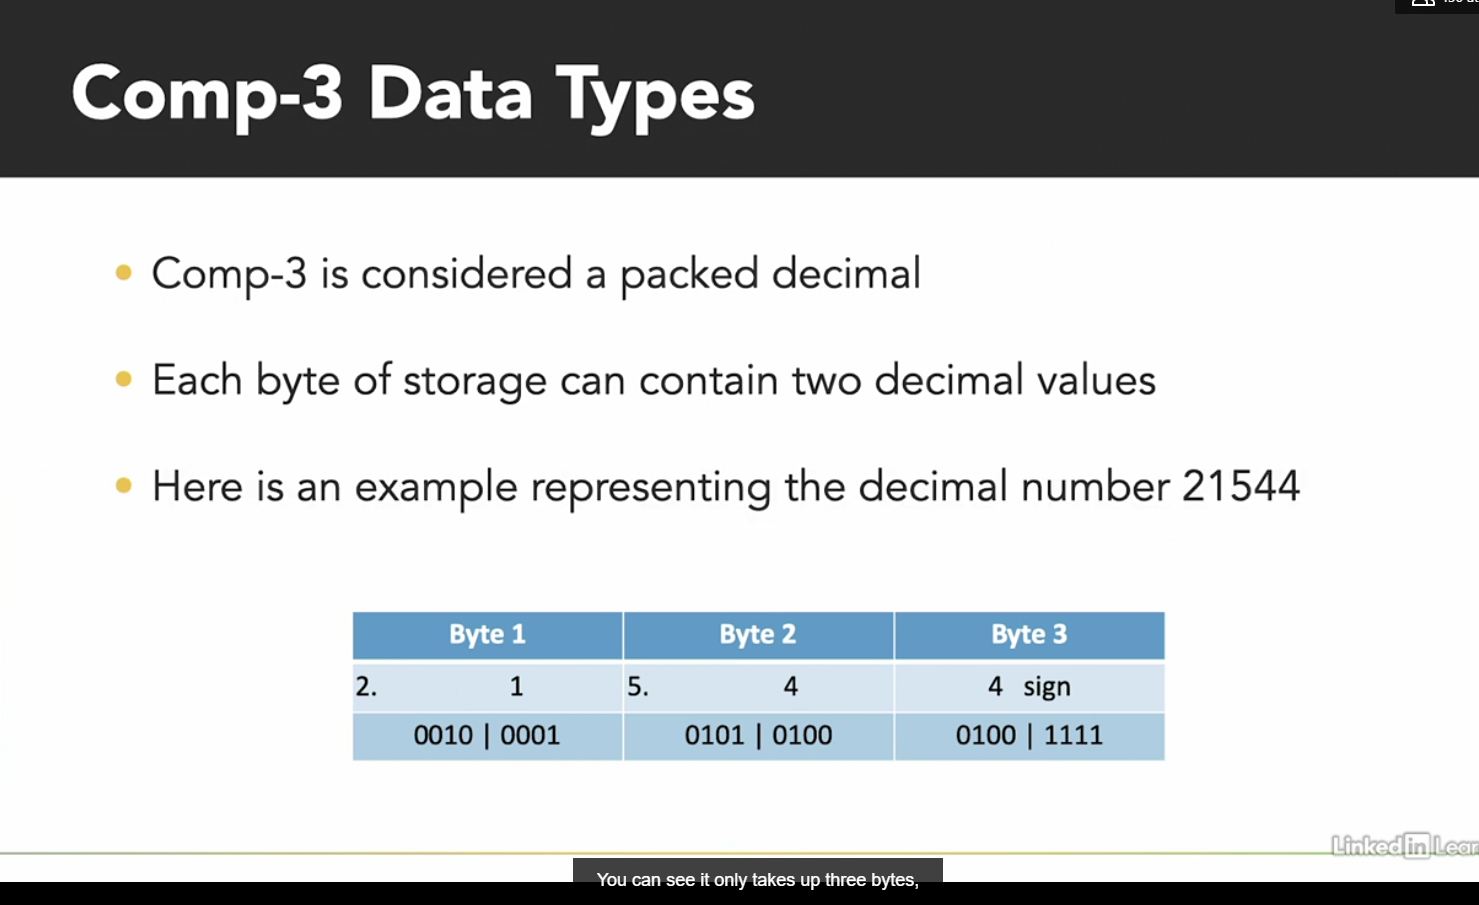 Comp-3 Data Types
Comp-3 is considered a packed decimal
Each byte of storage can contain two decimal values
Here is an example representing the decimal number 21544
Byte 1 Byte 2 Byte 3
2. 1 5. 4 4 sign
0010 | 0001 0101 | 0100 0100 | 1111
Linked in Lear
You can see it only takes up three bytes,